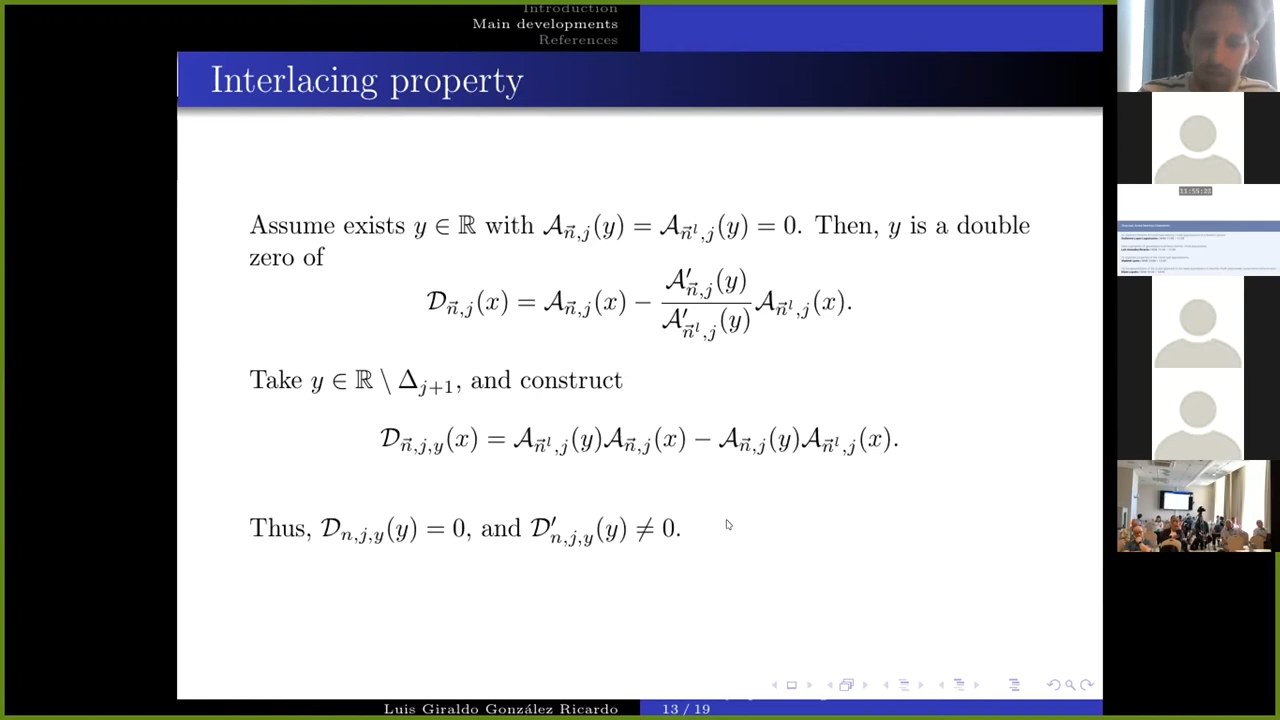 Introduction
Main developments
References
Interlacing property
Assume exists y ∈ ℝ with 𝒜_{n⃗,j}(y) = 𝒜_{n⃗^l,j}(y) = 0. Then, y is a double
zero of
𝒟_{n⃗,j}(x) = 𝒜_{n⃗,j}(x) − \frac{𝒜′_{n⃗,j}(y)}{𝒜′_{n⃗^l,j}(y)} 𝒜_{n⃗^l,j}(x).
Take y ∈ ℝ \ Δ_{j+1}, and construct
𝒟_{n⃗,j,y}(x) = 𝒜_{n⃗^l,j}(y)𝒜_{n⃗,j}(x) − 𝒜_{n⃗,j}(y)𝒜_{n⃗^l,j}(x).
Thus, 𝒟_{n,j,y}(y) = 0, and 𝒟′_{n,j,y}(y) ≠ 0.
Luis Giraldo González Ricardo
13 / 19